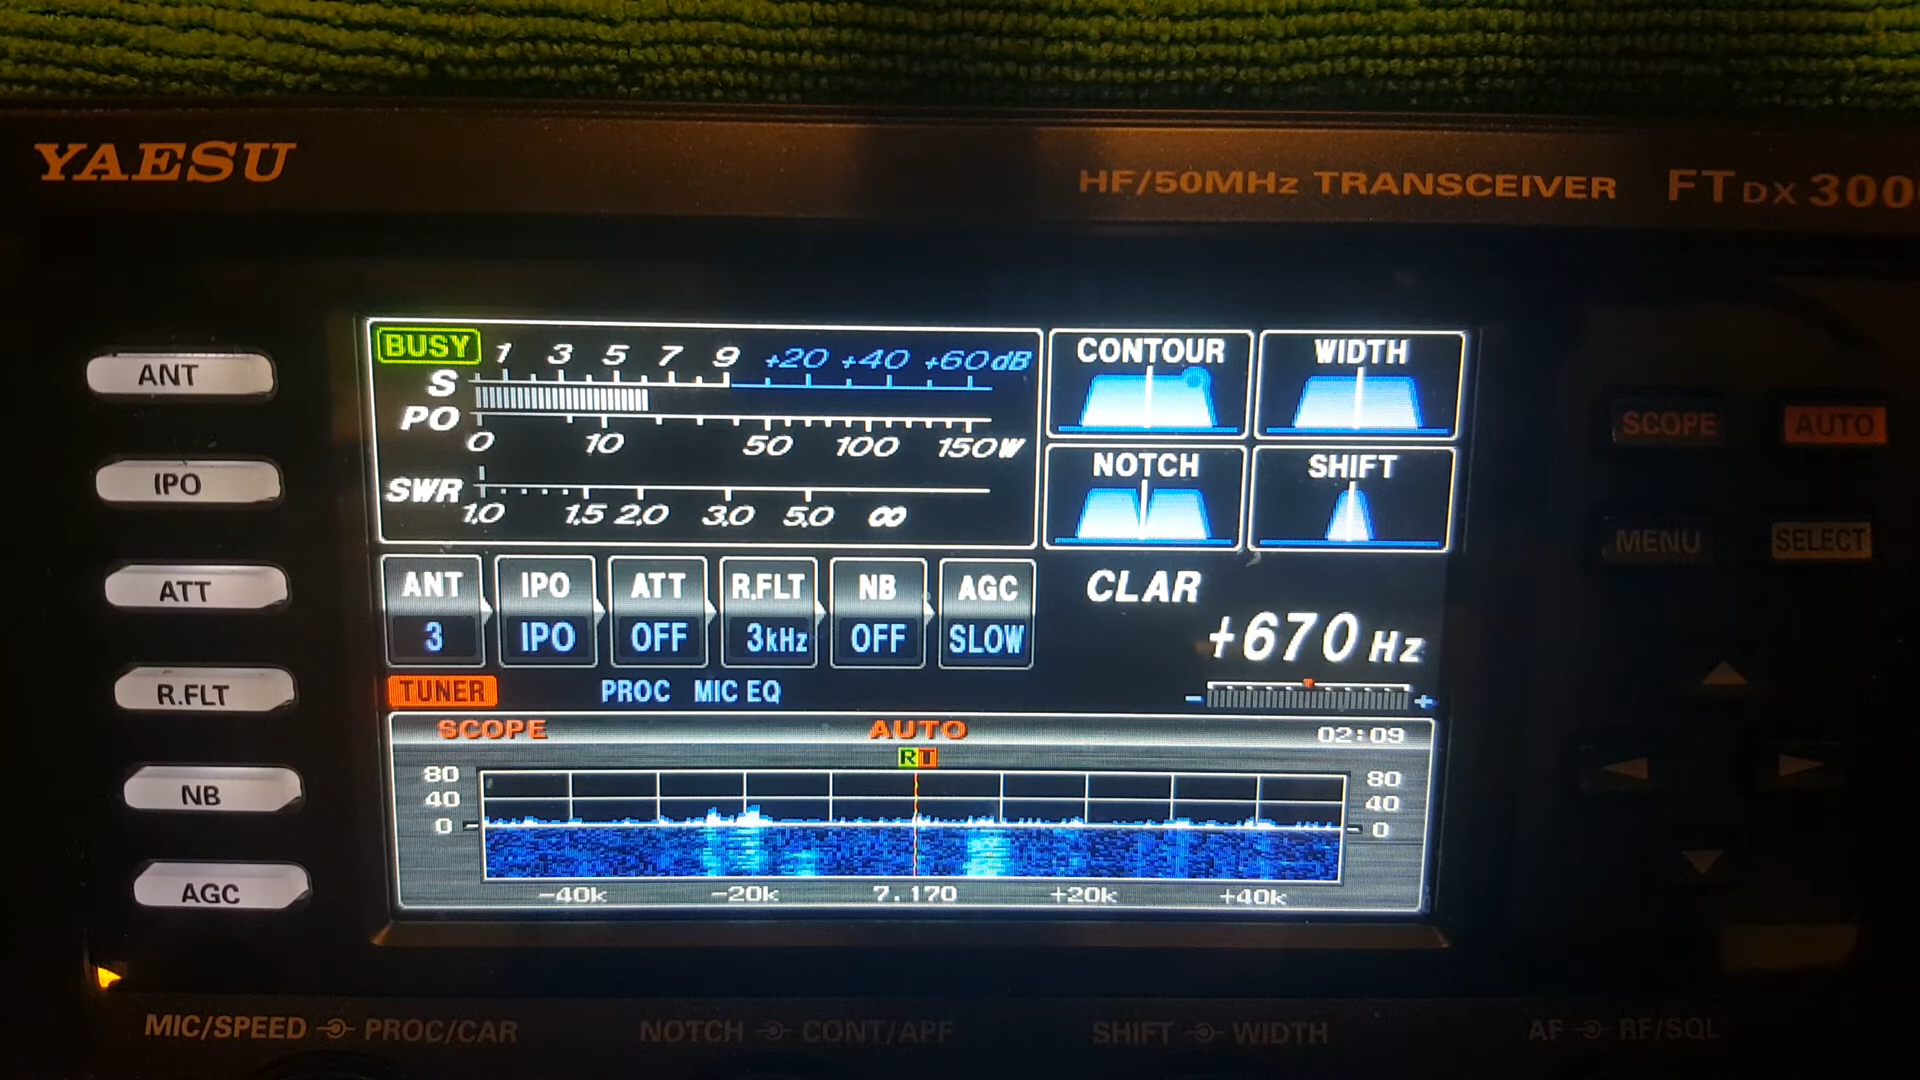 YAESU
HF/50MHz TRANSCEIVER FTDX300
BUSY 1 3 5 7 9 +20 +40 +60dB
S
PO
0 10 50 100 150W
SWR
1.0 1.5 2.0 3.0 5.0 ∞
CONTOUR WIDTH
NOTCH SHIFT
ANT
IPO
ATT
R.FLT
NB
AGC
ANT IPO ATT R.FLT NB AGC
3 IPO OFF 3kHz OFF SLOW
CLAR
+670 Hz
- +
TUNER PROC MIC EQ
SCOPE AUTO 02:09
RT
80 80
40 40
0 0
-40k -20k 7.170 +20k +40k
SCOPE AUTO
MENU SELECT
MIC/SPEED PROC/CAR NOTCH CONT/APF SHIFT WIDTH AF RF/SQL